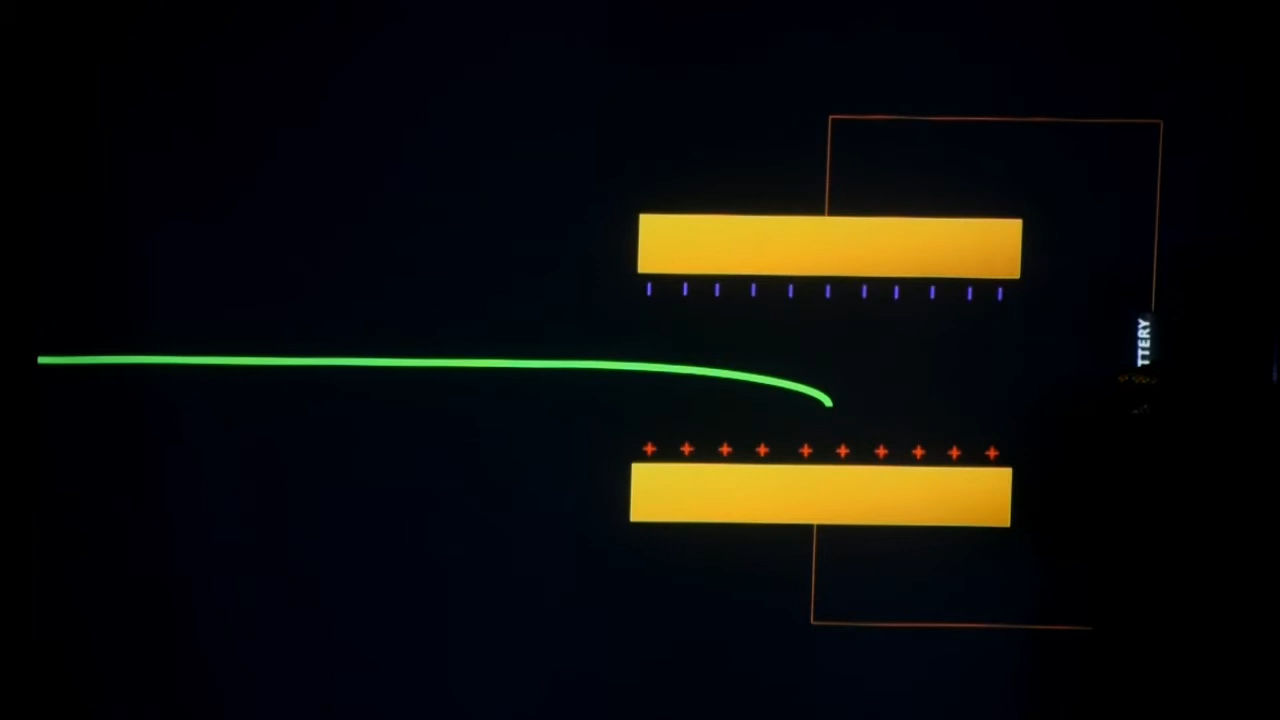 TTERY
+ + + + + + + + + +